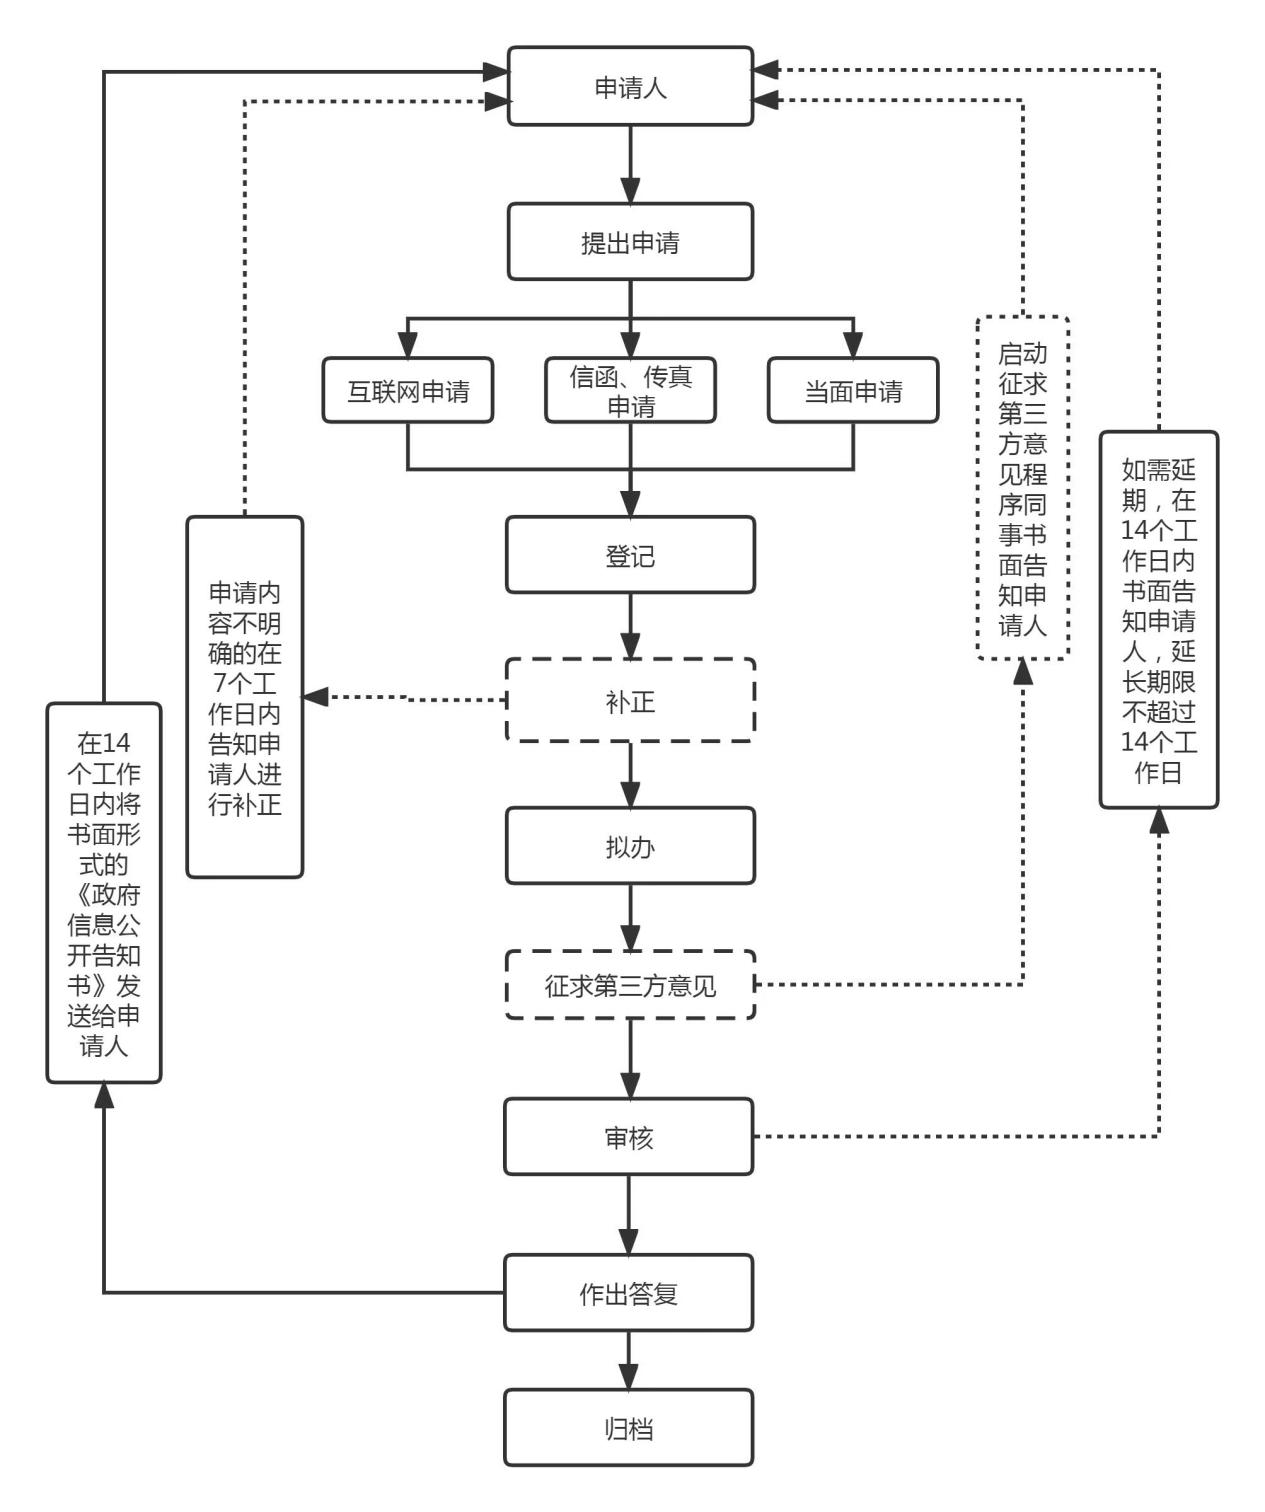 申请人
提出申请
互联网申请
信函、传真
申请
当面申请
登记
补正
拟办
征求第三方意见
审核
作出答复
归档
申请内
容不明
确的在
7个工
作日内
告知申
请人进
行补正
在14
个工作
日内将
书面形
式的
《政府
信息公
开告知
书》发
送给申
请人
启动
征求
第三
方意
见程
序同
事书
面告
知申
请人
如需延
期，在
14个工
作日内
书面告
知申请
人，延
长期限
不超过
14个工
作日